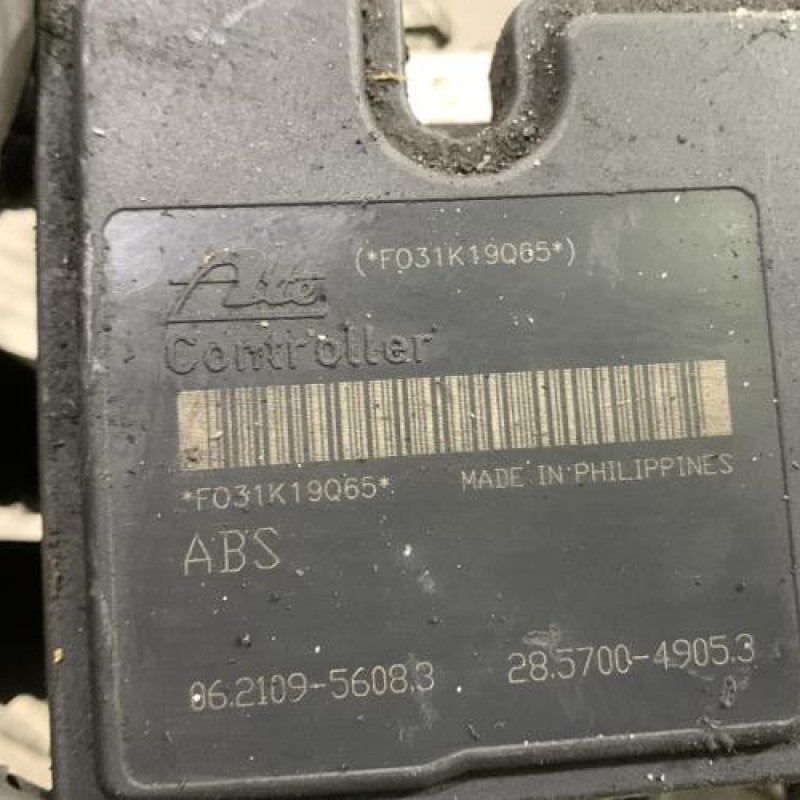 (*F031K19Q65*)
Ate
Controller
*F031K19Q65*
MADE IN PHILIPPINES
ABS
06.2109-5608.3
28.5700-4905.3